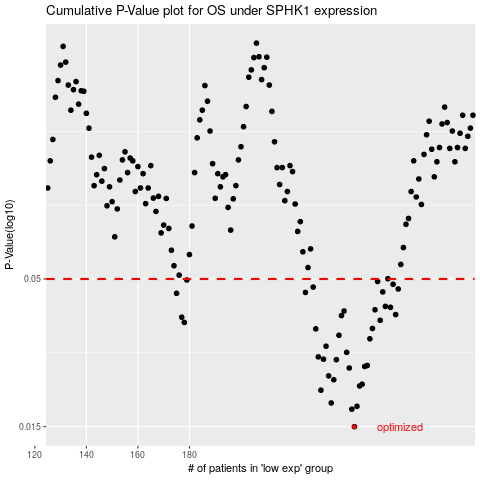 Cumulative P-Value plot for OS under SPHK1 expression
P-Value(log10)
0.05
0.015
optimized
120 140 160 180
# of patients in 'low exp' group